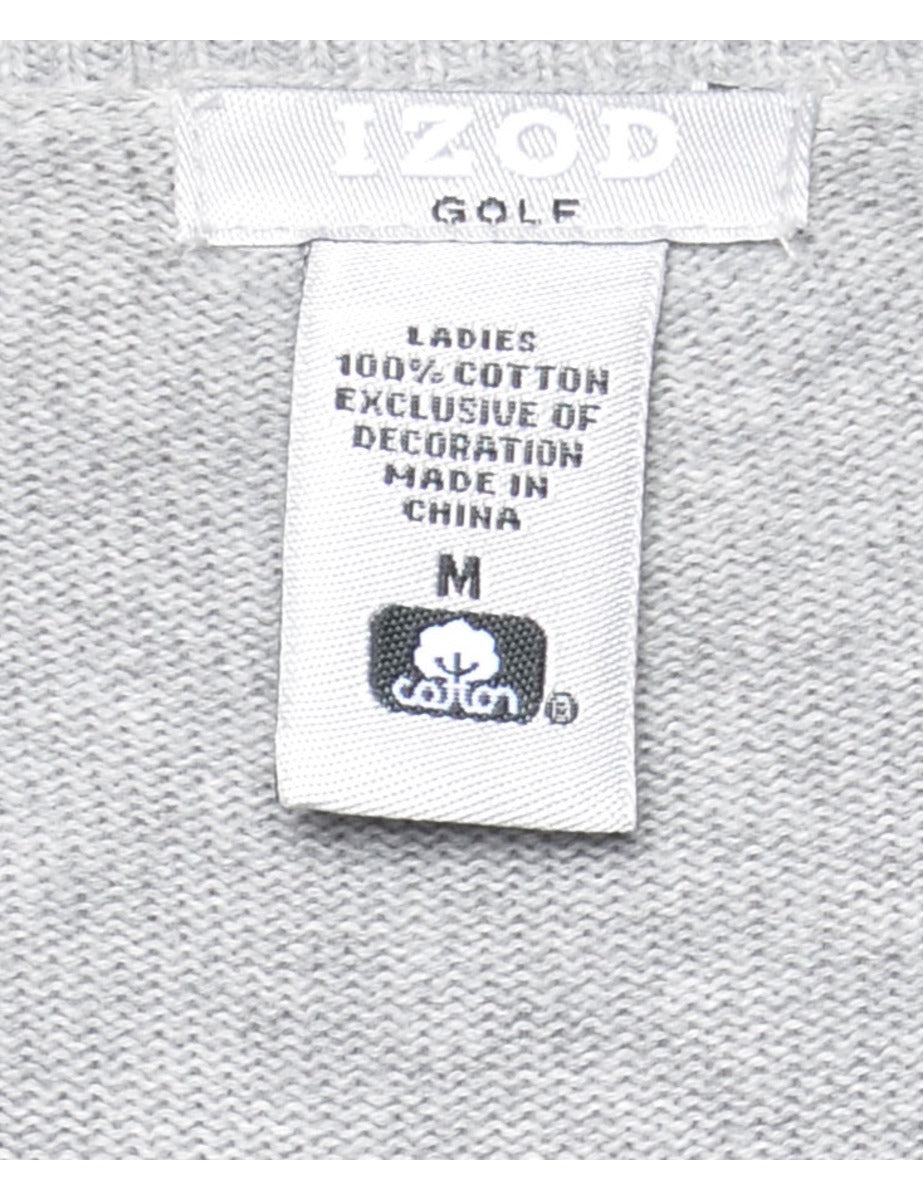 IZOD
GOLF
LADIES
100% COTTON
EXCLUSIVE OF
DECORATION
MADE IN
CHINA
M
cotton
®